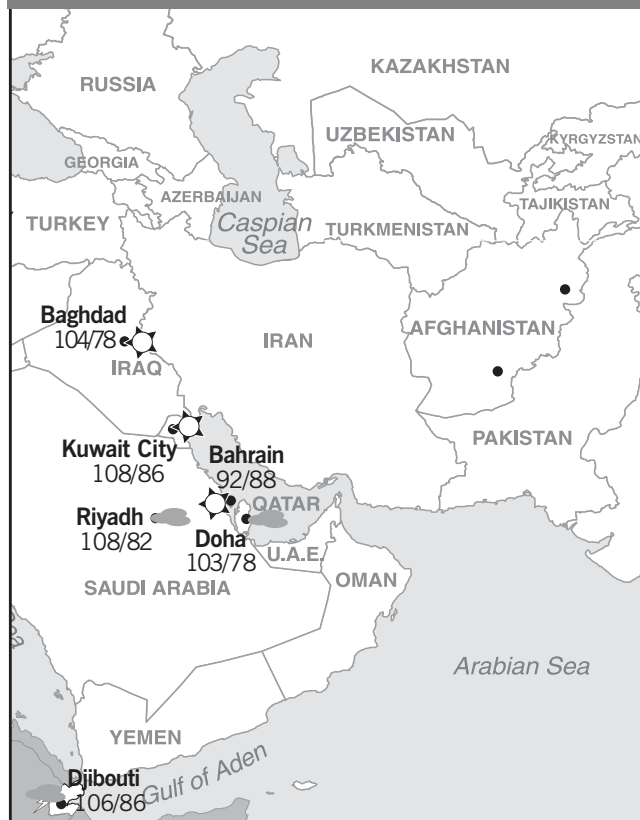 KAZAKHSTAN
RUSSIA
UZBEKISTAN
KYRGYZSTAN
GEORGIA
AZERBAIJAN
TAJIKISTAN
TURKEY
Caspian
Sea
TURKMENISTAN
Baghdad
104/78
IRAQ
IRAN
AFGHANISTAN
Kuwait City
108/86
Bahrain
92/88
PAKISTAN
Riyadh
108/82
QATAR
Doha
103/78
U.A.E.
OMAN
SAUDI ARABIA
Arabian Sea
YEMEN
Gulf of Aden
Djibouti
106/86